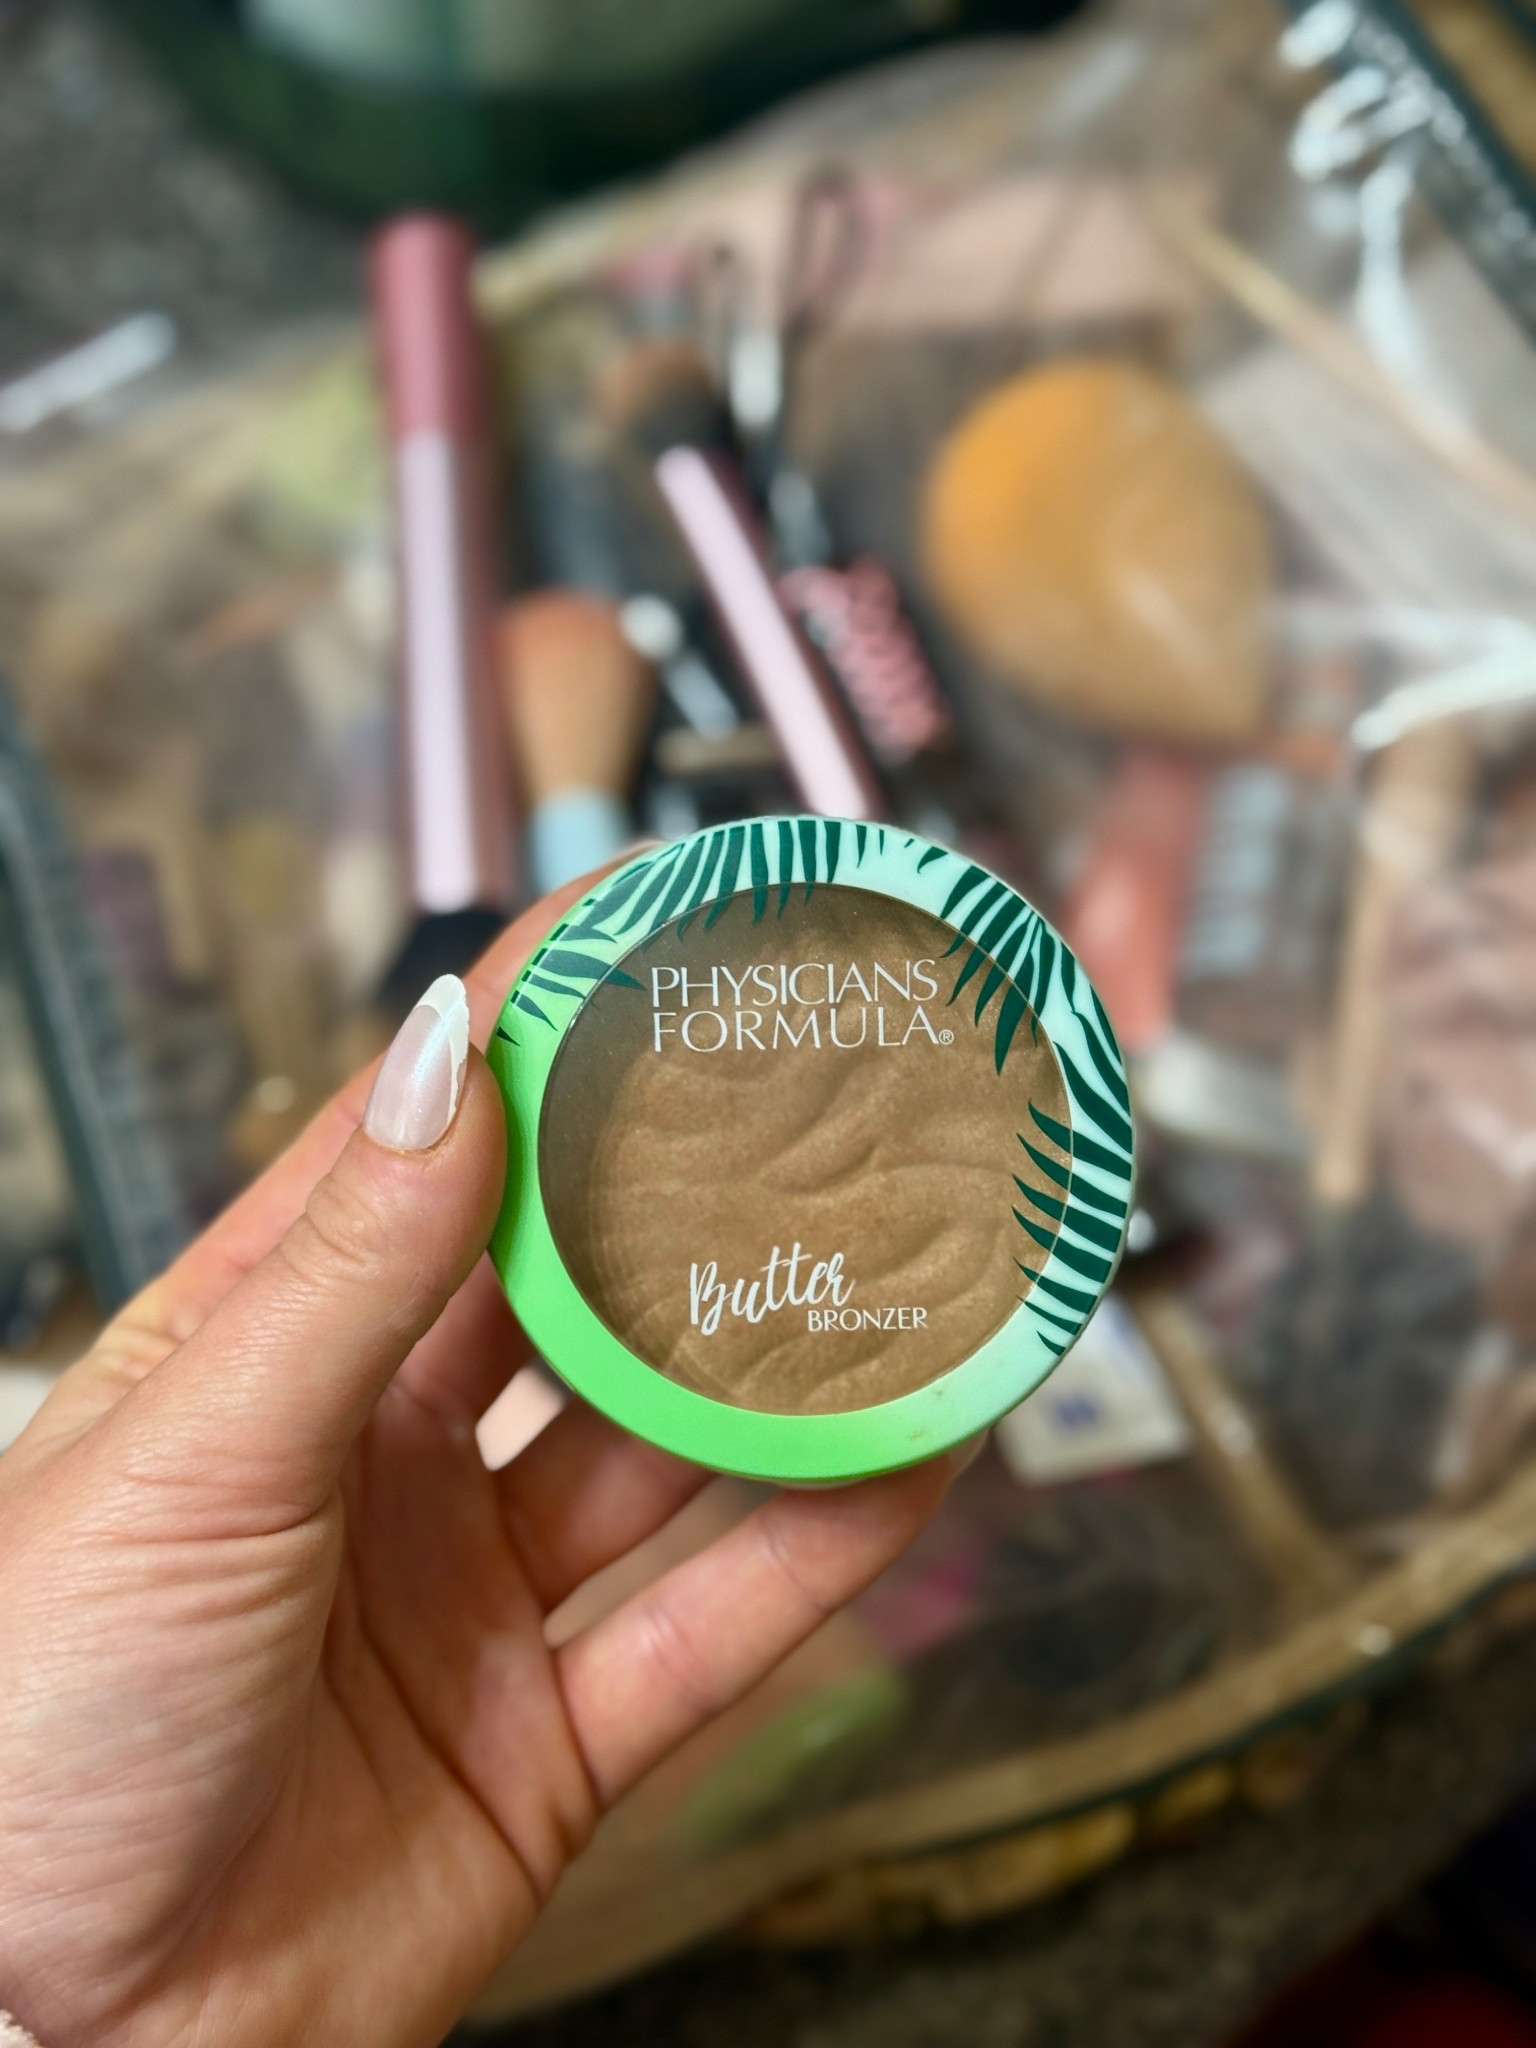 PHYSICIANS
FORMULA®
Butter
BRONZER